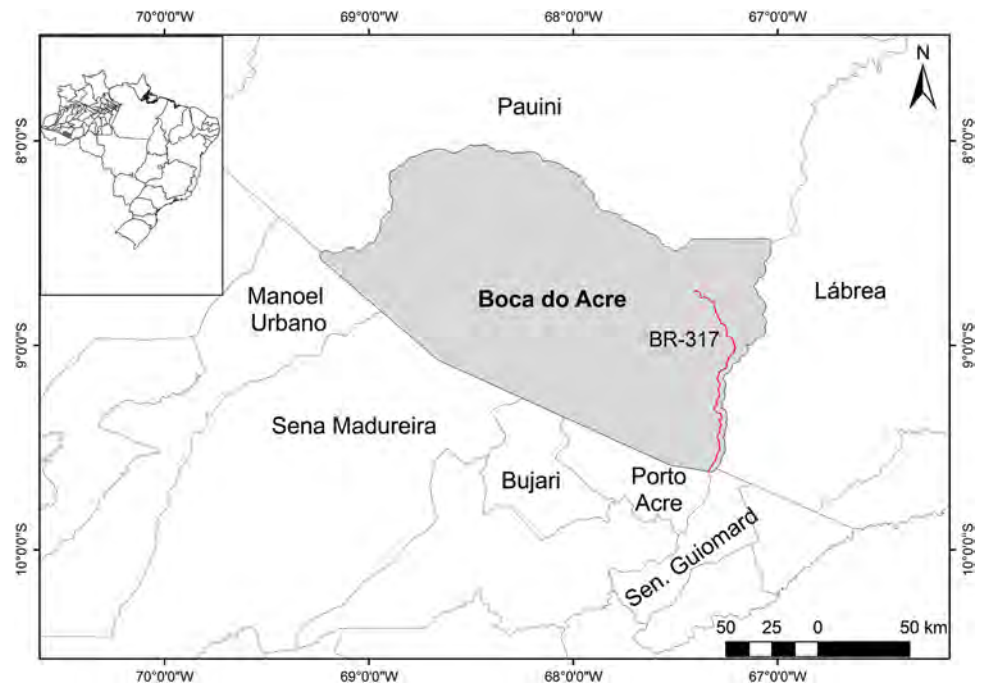 70°0'0"W 69°0'0"W 68°0'0"W 67°0'0"W
N
Pauini
8°0'0"S 8°0'0"S
Manoel
Urbano
Boca do Acre
Lábrea
BR-317
9°0'0"S 9°0'0"S
Sena Madureira
Bujari
Porto
Acre
Sen. Guiomard
10°0'0"S 10°0'0"S
50 25 0 50 km
70°0'0"W 69°0'0"W 68°0'0"W 67°0'0"W